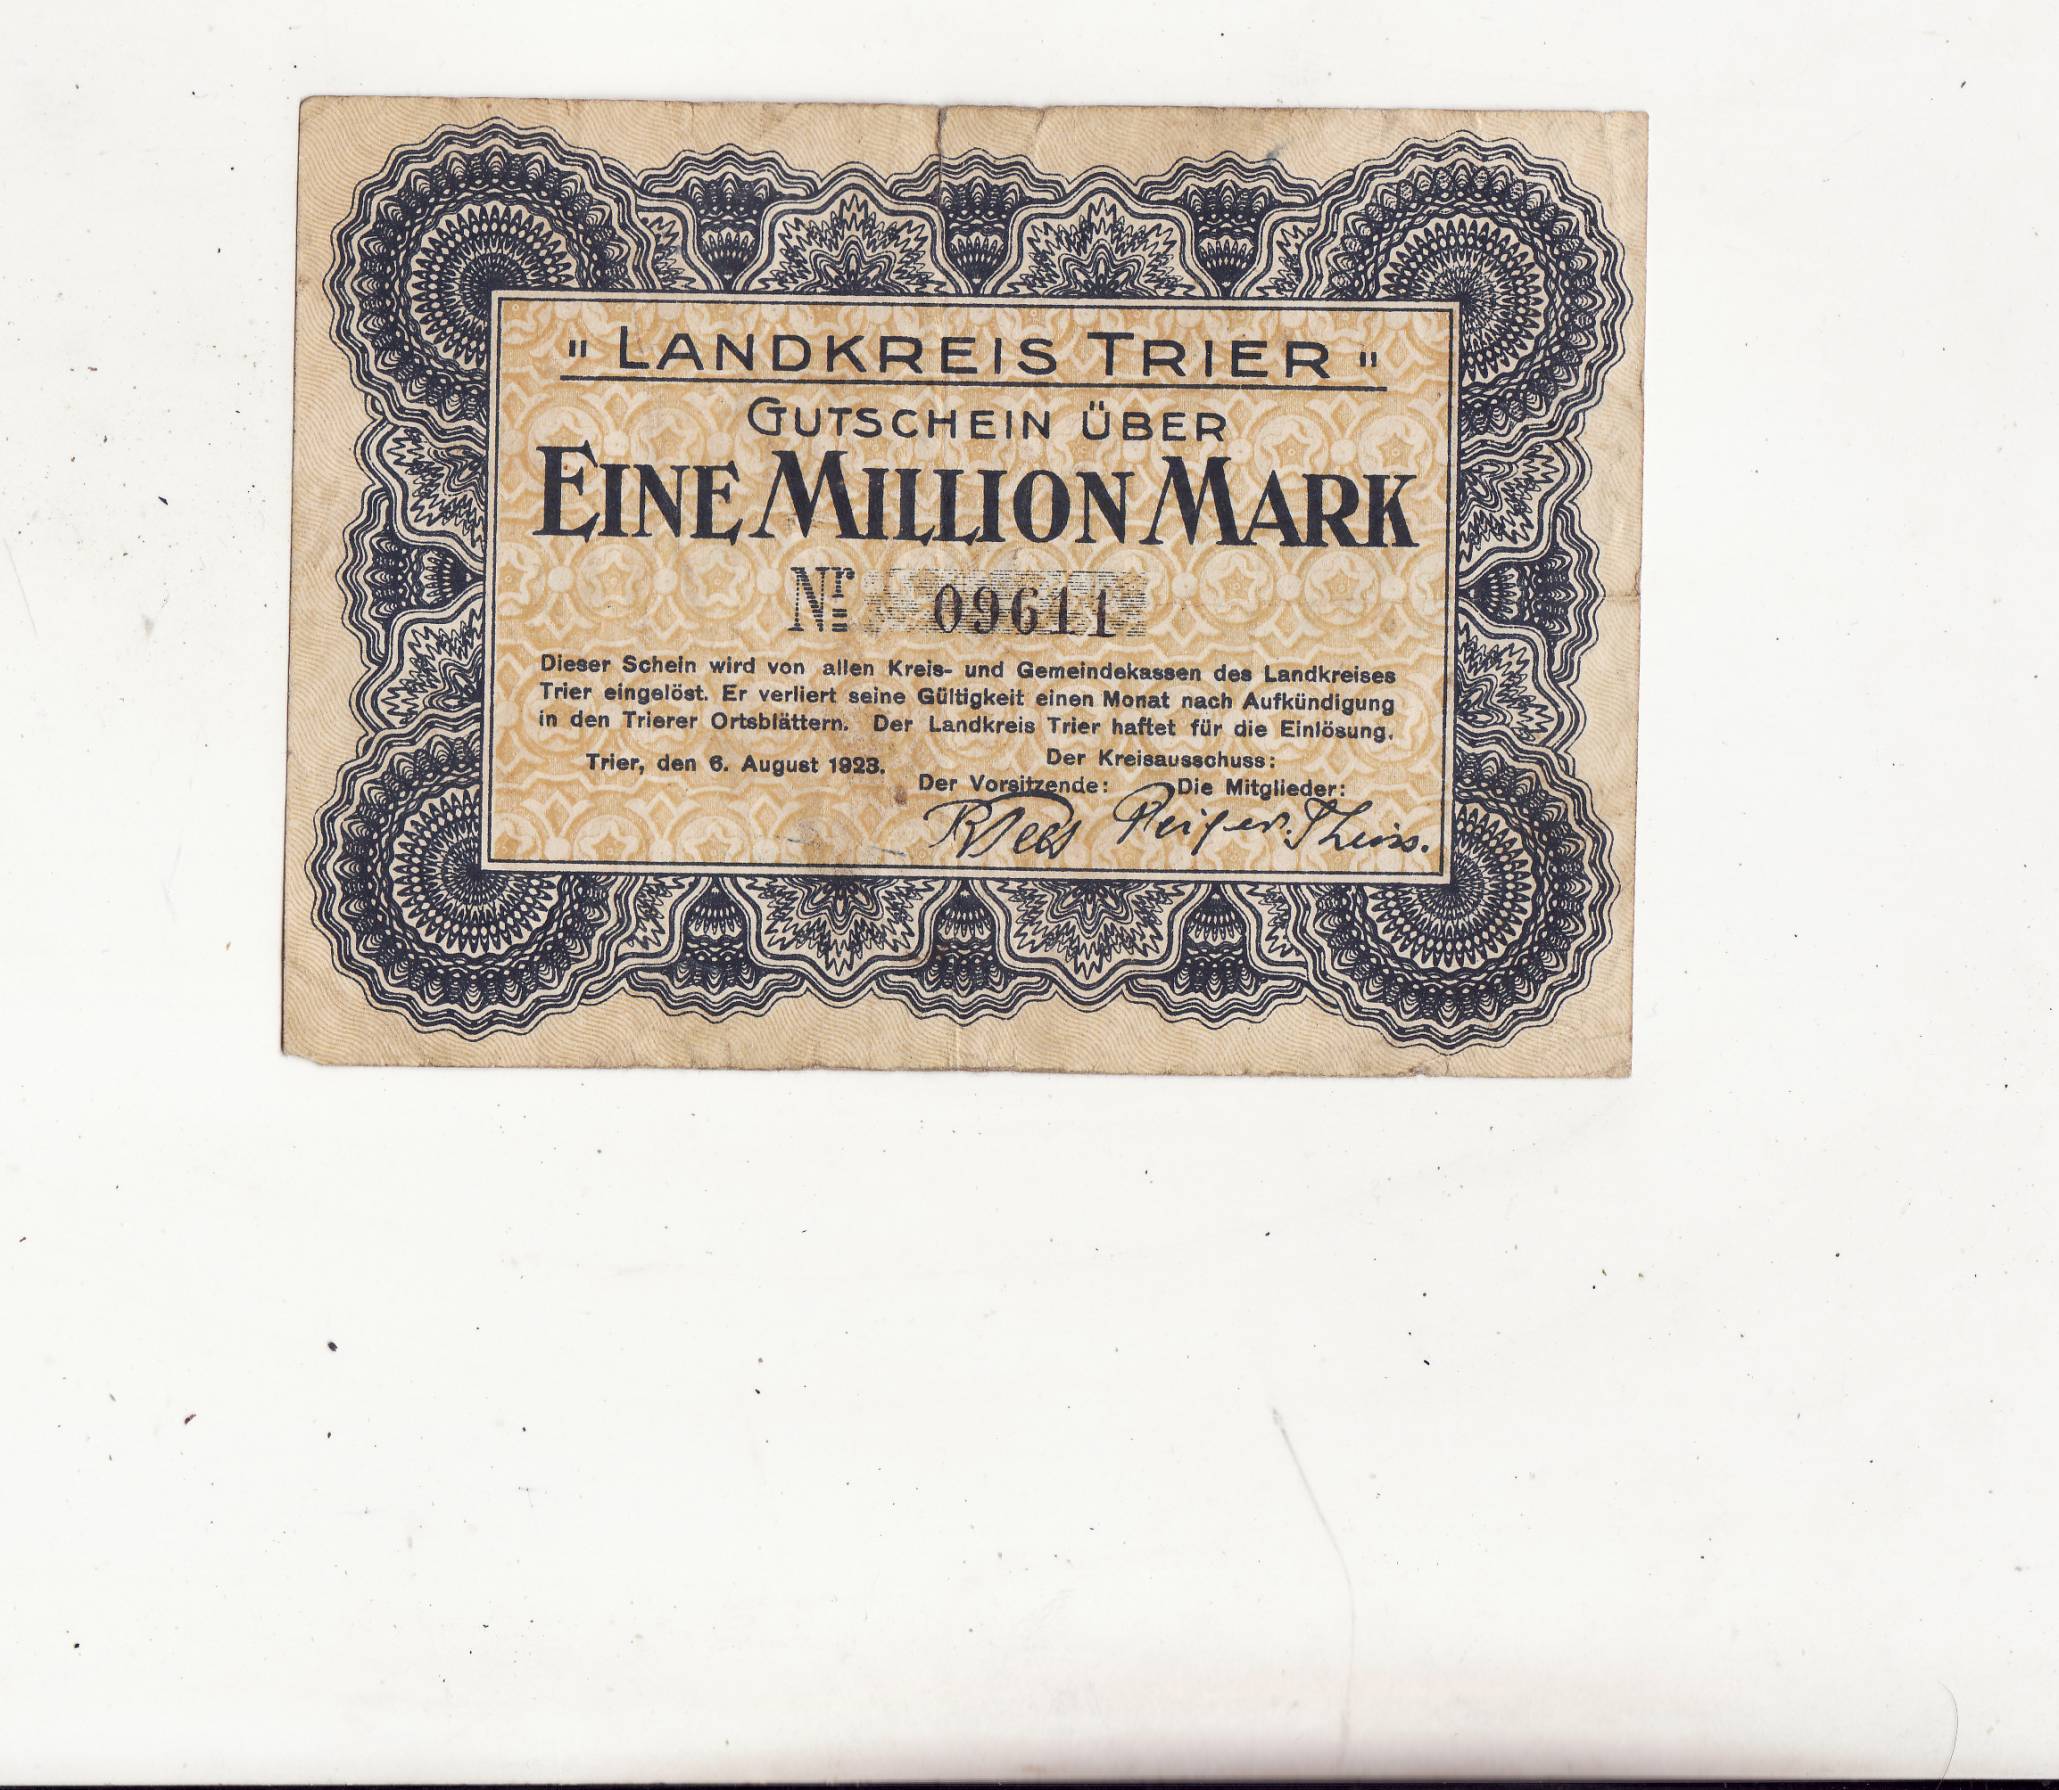 "LANDKREIS TRIER"
GUTSCHEIN ÜBER
EINE MILLION MARK
Nr 09611
Dieser Schein wird von allen Kreis- und Gemeindekassen des Landkreises
Trier eingelöst. Er verliert seine Gültigkeit einen Monat nach Aufkündigung
in den Trierer Ortsblättern. Der Landkreis Trier haftet für die Einlösung.
Trier, den 6. August 1923. Der Kreisausschuss:
Der Vorsitzende: Die Mitglieder:
Theiss.